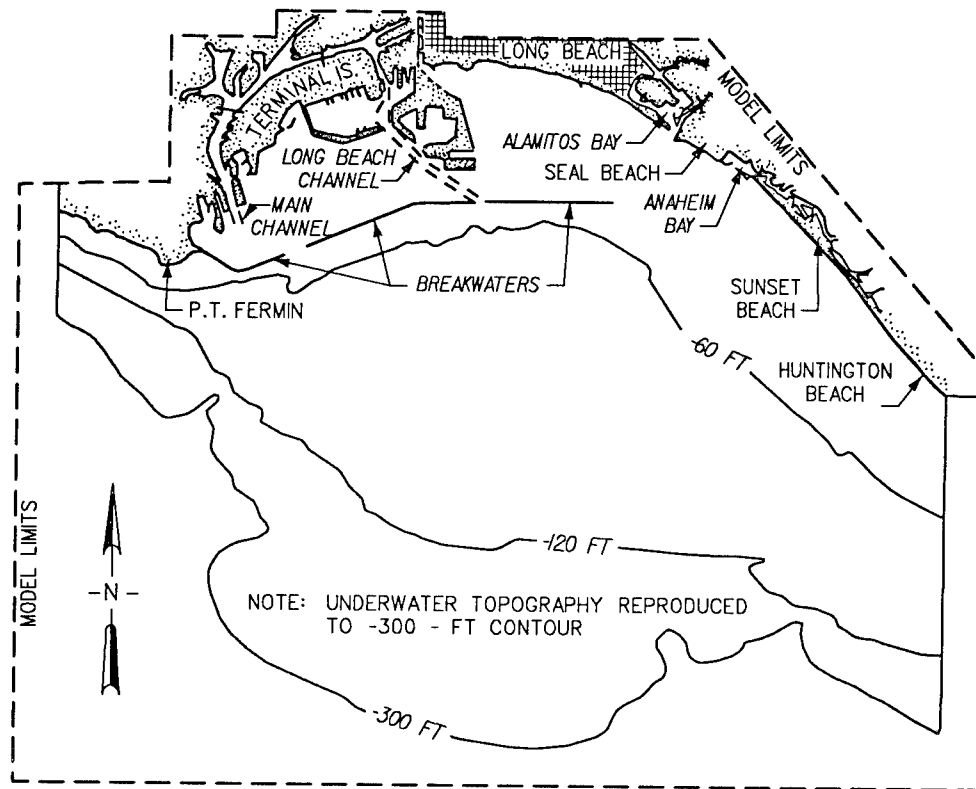 LONG BEACH
TERMINAL IS.
MODEL LIMITS
LONG BEACH
CHANNEL
ALAMITOS BAY
SEAL BEACH
MAIN
CHANNEL
ANAHEIM
BAY
BREAKWATERS
P.T. FERMIN
SUNSET
BEACH
-60 FT
HUNTINGTON
BEACH
MODEL LIMITS
-120 FT
-N-
NOTE: UNDERWATER TOPOGRAPHY REPRODUCED
TO -300 - FT CONTOUR
-300 FT